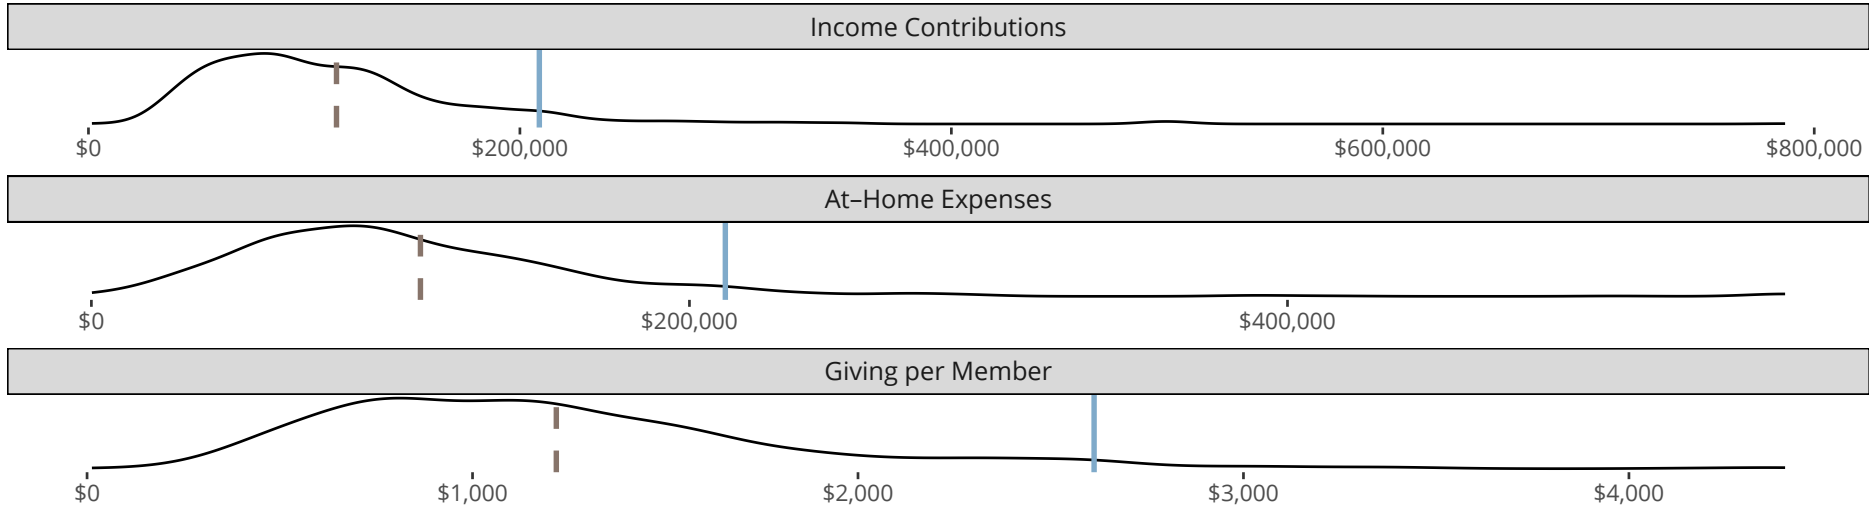 Income Contributions
$0 $200,000 $400,000 $600,000 $800,000
At–Home Expenses
$0 $200,000 $400,000
Giving per Member
$0 $1,000 $2,000 $3,000 $4,000